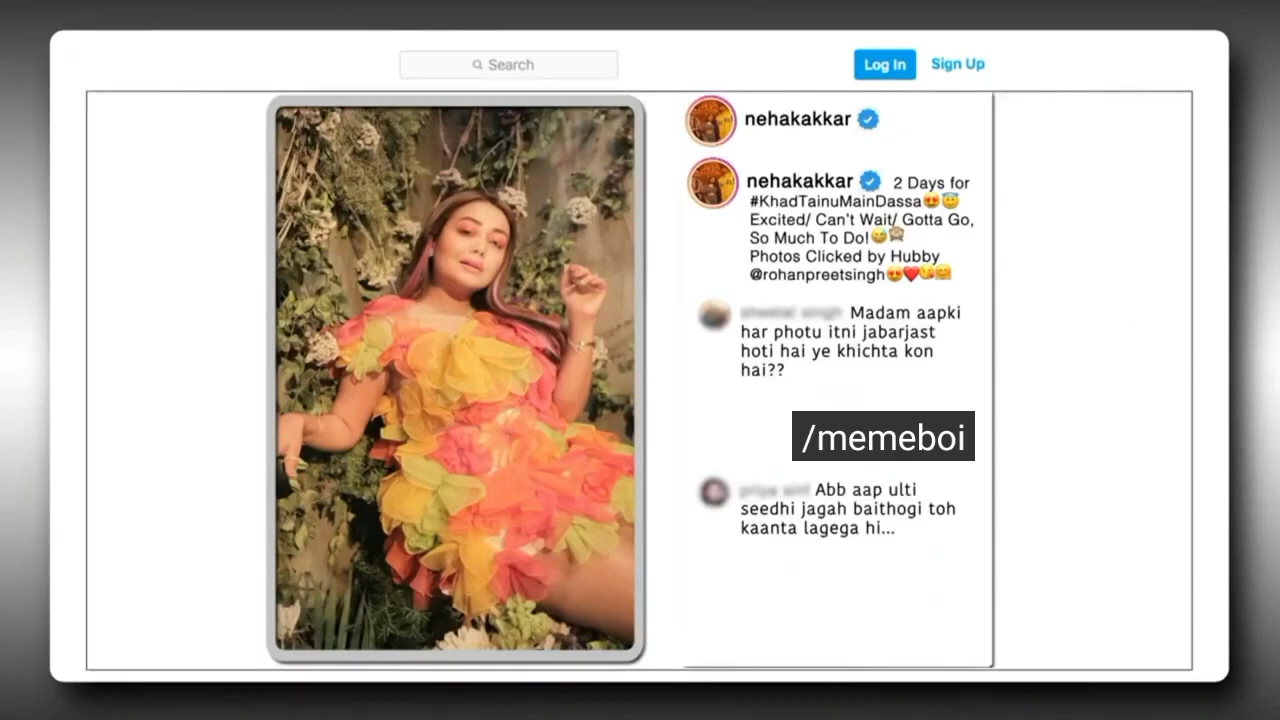 Search
Log In
Sign Up
nehakakkar
nehakakkar 2 Days for
#KhadTainuMainDassa😍😇
Excited/ Can't Wait/ Gotta Go,
So Much To Do!😅🙈
Photos Clicked by Hubby
@rohanpreetsingh😍❤️😘🤗
Madam aapki
har photu itni jabarjast
hoti hai ye khichta kon
hai??
/memeboi
Abb aap ulti
seedhi jagah baithogi toh
kaanta lagega hi...